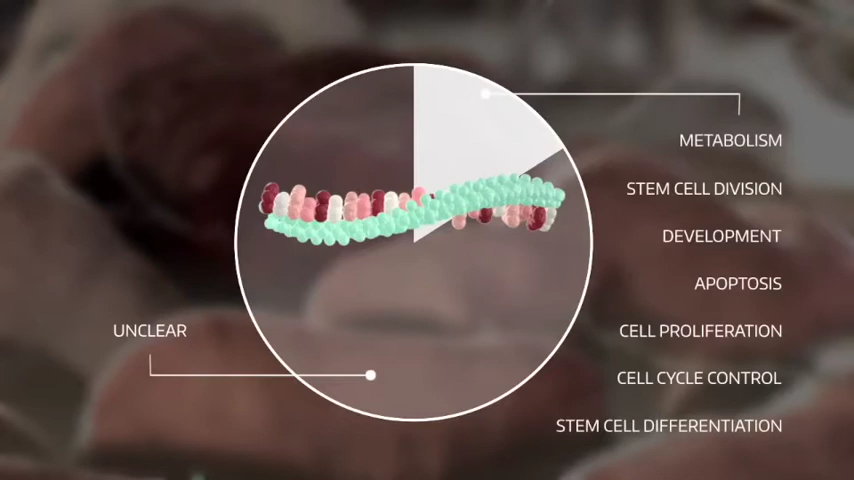 METABOLISM
STEM CELL DIVISION
DEVELOPMENT
APOPTOSIS
UNCLEAR
CELL PROLIFERATION
CELL CYCLE CONTROL
STEM CELL DIFFERENTIATION